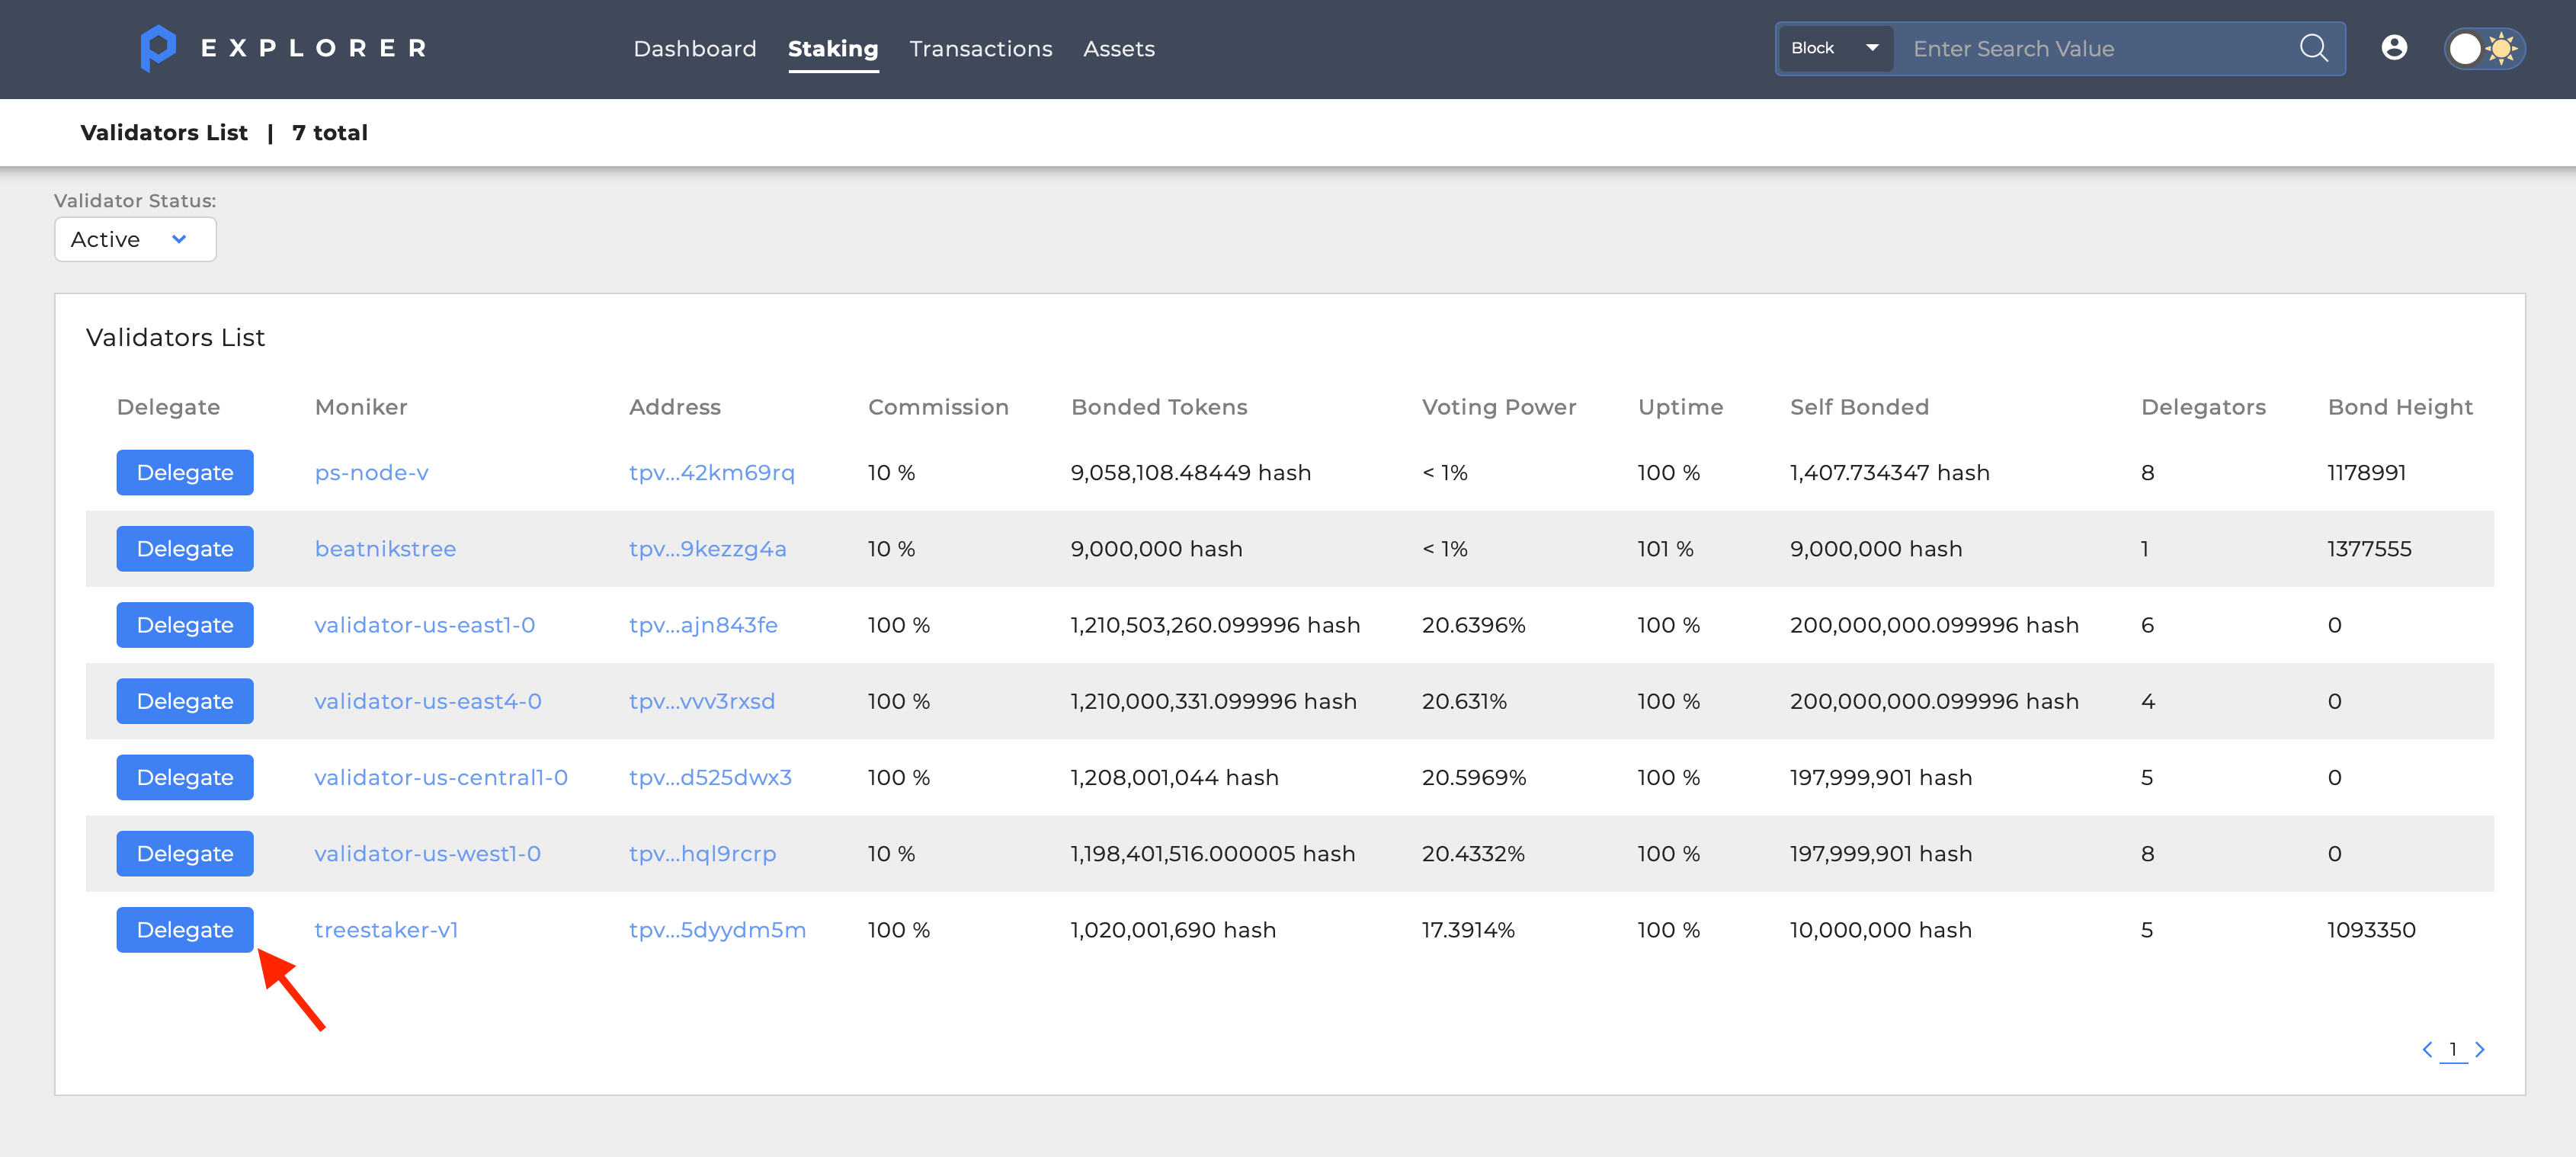 EXPLORER Dashboard Staking Transactions Assets Block Enter Search Value
Validators List | 7 total
Validator Status:
Active
Validators List
Delegate Moniker Address Commission Bonded Tokens Voting Power Uptime Self Bonded Delegators Bond Height
Delegate ps-node-v tpv...42km69rq 10 % 9,058,108.48449 hash < 1% 100 % 1,407.734347 hash 8 1178991
Delegate beatnikstree tpv...9kezzg4a 10 % 9,000,000 hash < 1% 101 % 9,000,000 hash 1 1377555
Delegate validator-us-east1-0 tpv...ajn843fe 100 % 1,210,503,260.099996 hash 20.6396% 100 % 200,000,000.099996 hash 6 0
Delegate validator-us-east4-0 tpv...vvv3rxsd 100 % 1,210,000,331.099996 hash 20.631% 100 % 200,000,000.099996 hash 4 0
Delegate validator-us-central1-0 tpv...d525dwx3 100 % 1,208,001,044 hash 20.5969% 100 % 197,999,901 hash 5 0
Delegate validator-us-west1-0 tpv...hql9rcrp 10 % 1,198,401,516.000005 hash 20.4332% 100 % 197,999,901 hash 8 0
Delegate treestaker-v1 tpv...5dyydm5m 100 % 1,020,001,690 hash 17.3914% 100 % 10,000,000 hash 5 1093350
1